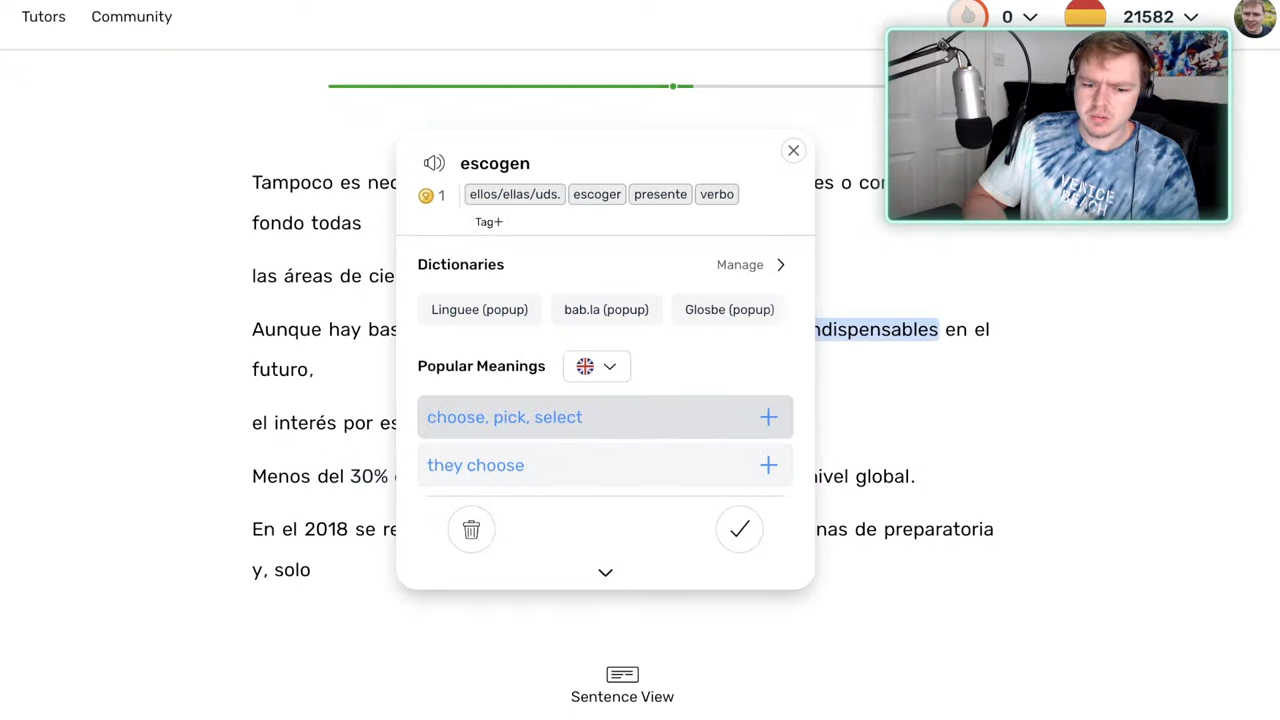 Tutors Community 0 21582
VENICE
BEACH
escogen
1 ellos/ellas/uds. escoger presente verbo
Tag+
Dictionaries Manage
Linguee (popup) bab.la (popup) Glosbe (popup)
Popular Meanings
choose, pick, select
they choose
Tampoco es nec es o con
fondo todas
las áreas de cie
Aunque hay bas ndispensables en el
futuro,
el interés por es
Menos del 30% nivel global.
En el 2018 se re nas de preparatoria
y, solo
Sentence View